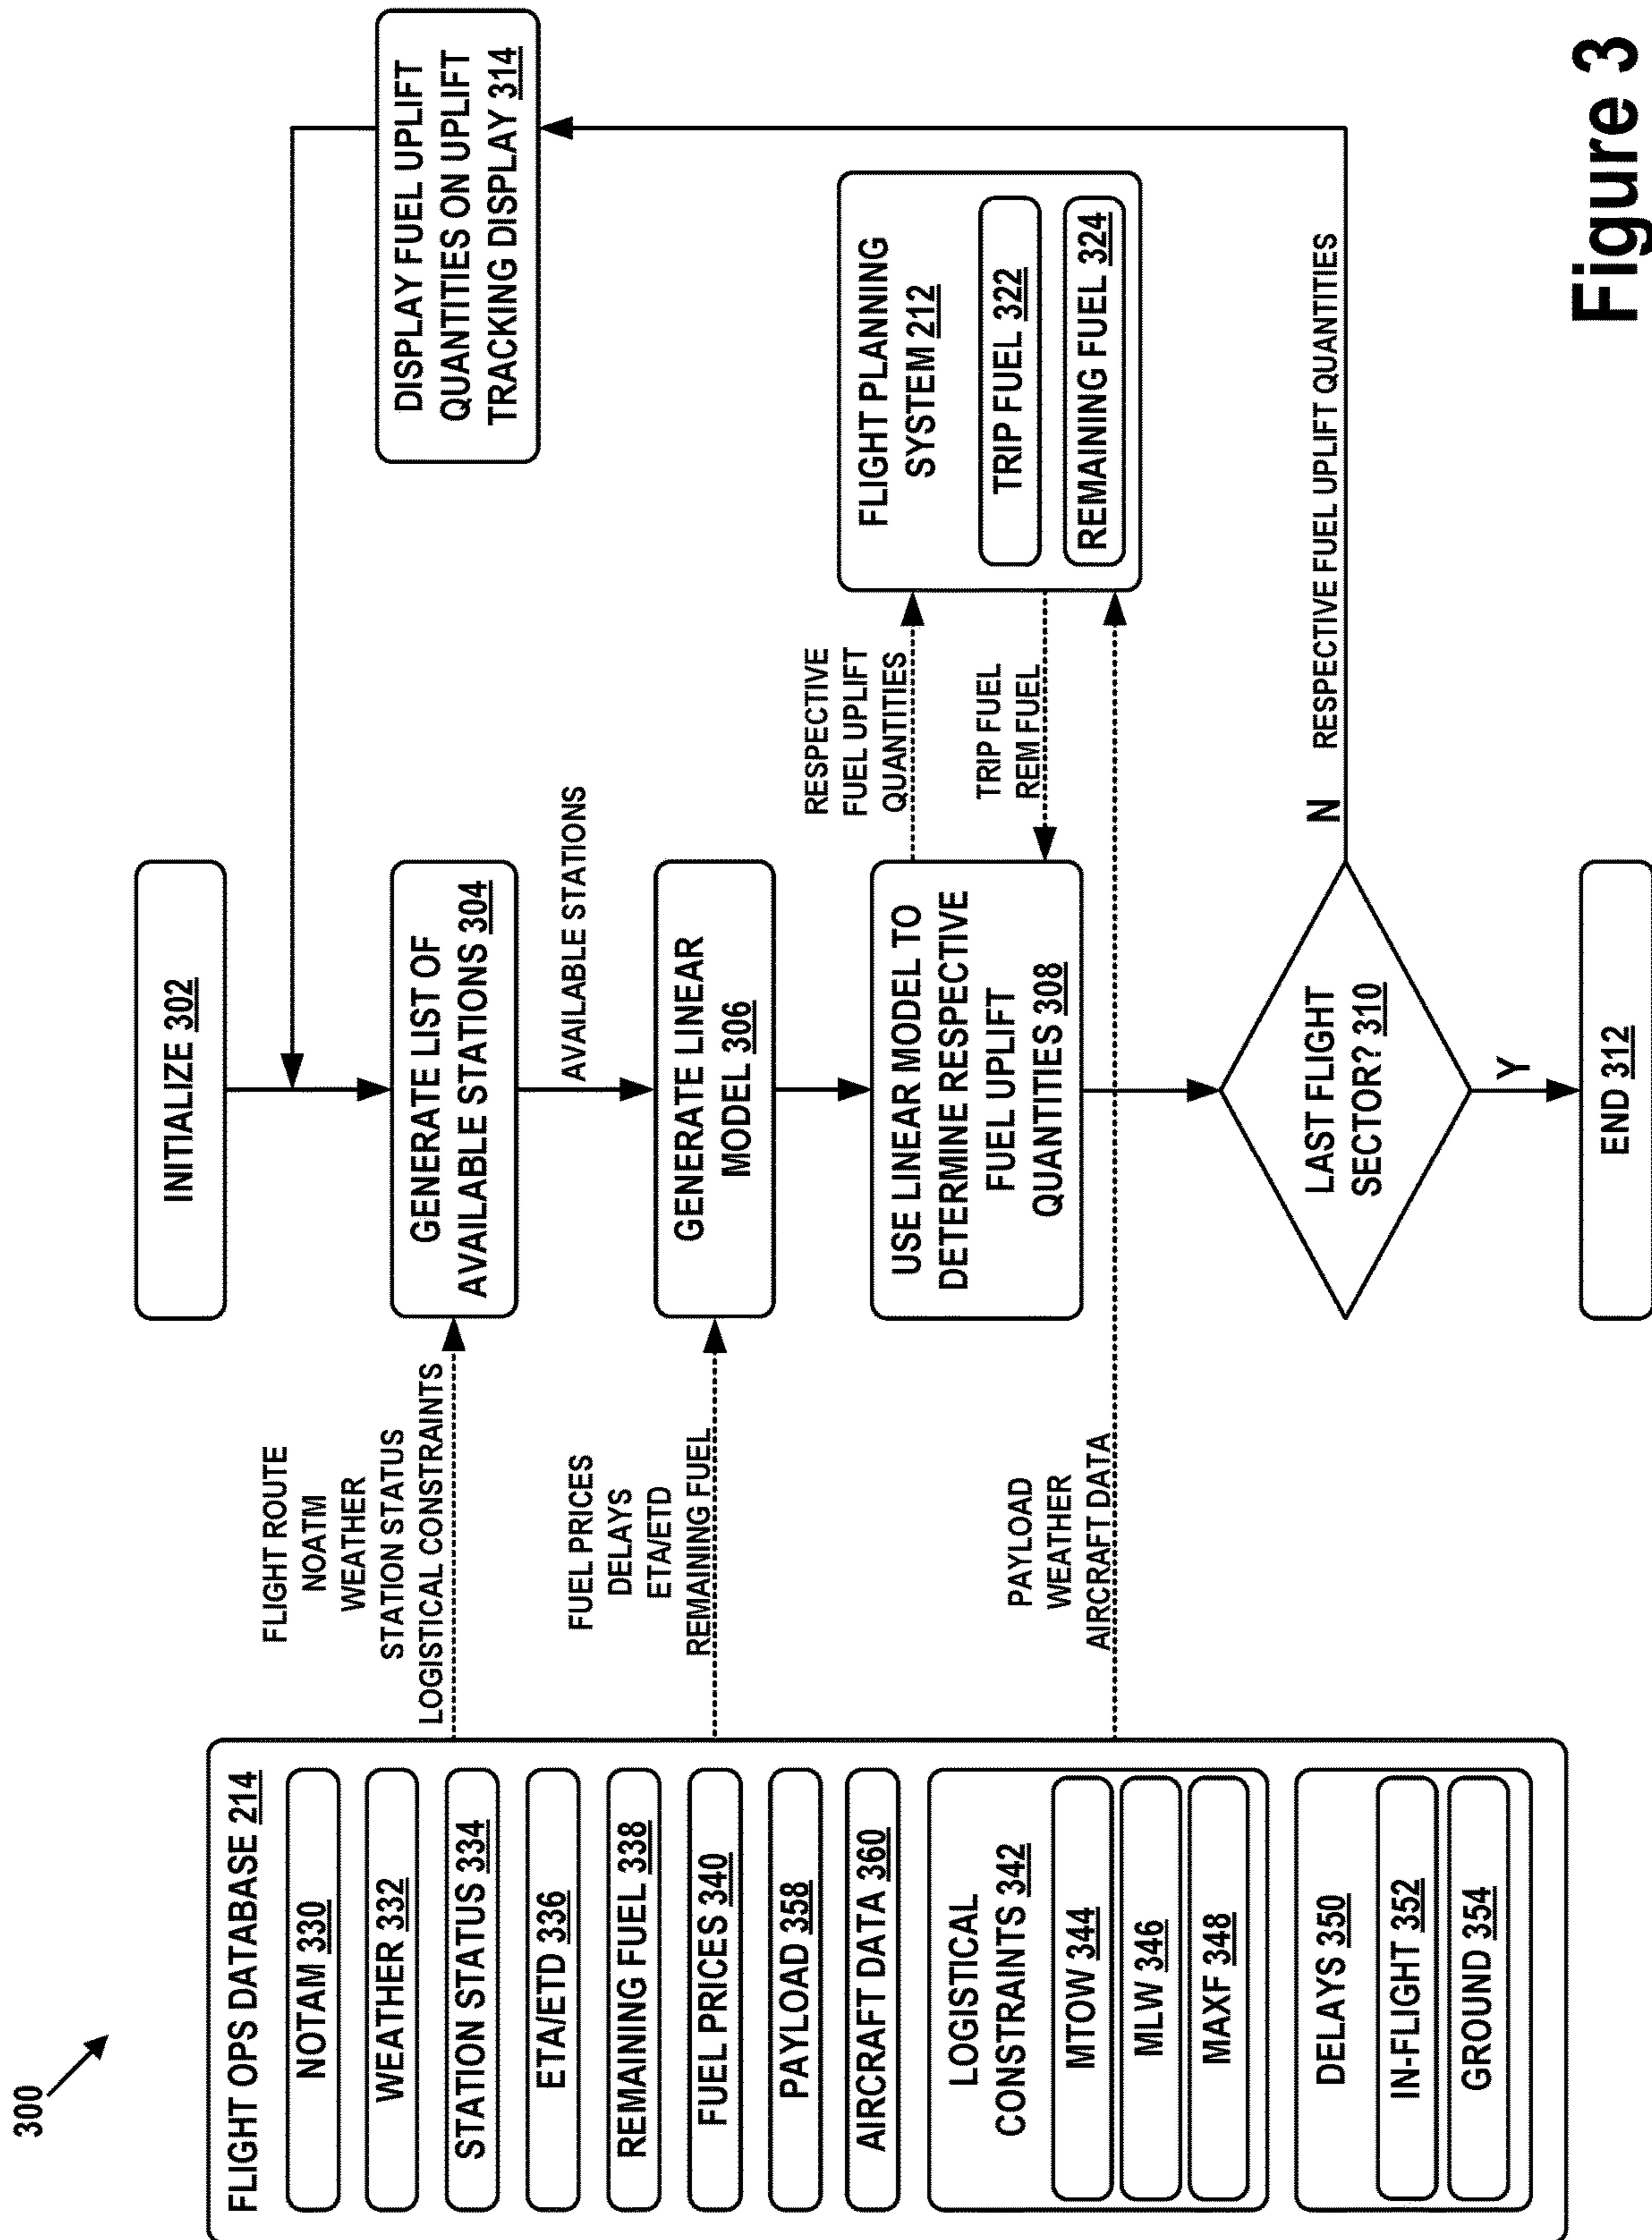 300
FLIGHT OPS DATABASE 214
NOTAM 330
WEATHER 332
STATION STATUS 334
ETA/ETD 336
REMAINING FUEL 338
FUEL PRICES 340
PAYLOAD 358
AIRCRAFT DATA 360
LOGISTICAL
CONSTRAINTS 342
MTOW 344
MLW 346
MAXF 348
DELAYS 350
IN-FLIGHT 352
GROUND 354
FLIGHT ROUTE
NOATM
WEATHER
STATION STATUS
LOGISTICAL CONSTRAINTS
FUEL PRICES
DELAYS
ETA/ETD
REMAINING FUEL
PAYLOAD
WEATHER
AIRCRAFT DATA
INITIALIZE 302
GENERATE LIST OF
AVAILABLE STATIONS 304
AVAILABLE STATIONS
GENERATE LINEAR
MODEL 306
USE LINEAR MODEL TO
DETERMINE RESPECTIVE
FUEL UPLIFT
QUANTITIES 308
LAST FLIGHT
SECTOR? 310
Y
END 312
N
RESPECTIVE FUEL UPLIFT QUANTITIES
RESPECTIVE
FUEL UPLIFT
QUANTITIES
TRIP FUEL
REM FUEL
FLIGHT PLANNING
SYSTEM 212
TRIP FUEL 322
REMAINING FUEL 324
DISPLAY FUEL UPLIFT
QUANTITIES ON UPLIFT
TRACKING DISPLAY 314
Figure 3